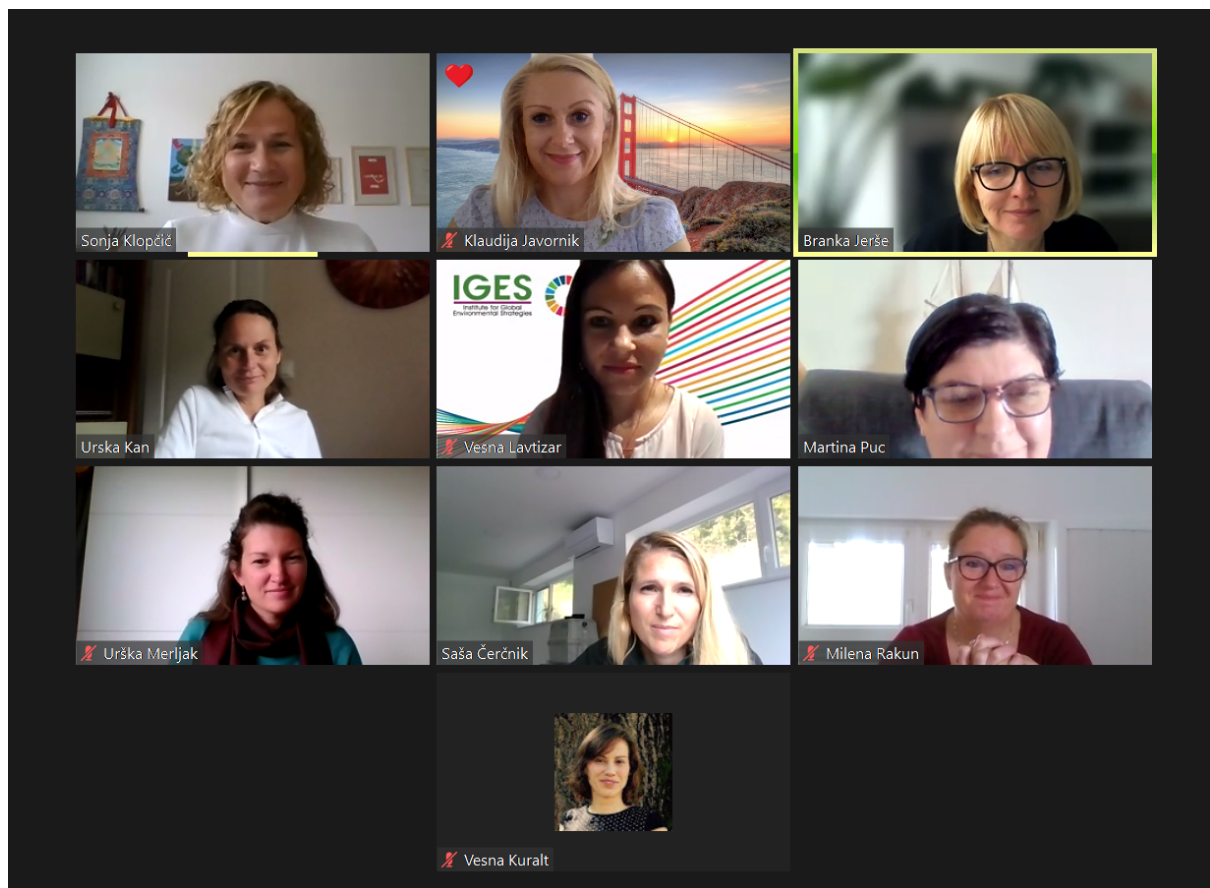 Sonja Klopčič
Klaudija Javornik
Branka Jerše
IGES
Institute for Global
Environmental Strategies
Urska Kan
Vesna Lavtizar
Martina Puc
Urška Merljak
Saša Čerčnik
Milena Rakun
Vesna Kuralt